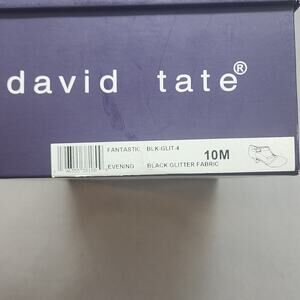 david tate®
FANTASTIC BLK-GLIT-4 10M
EVENING BLACK GLITTER FABRIC